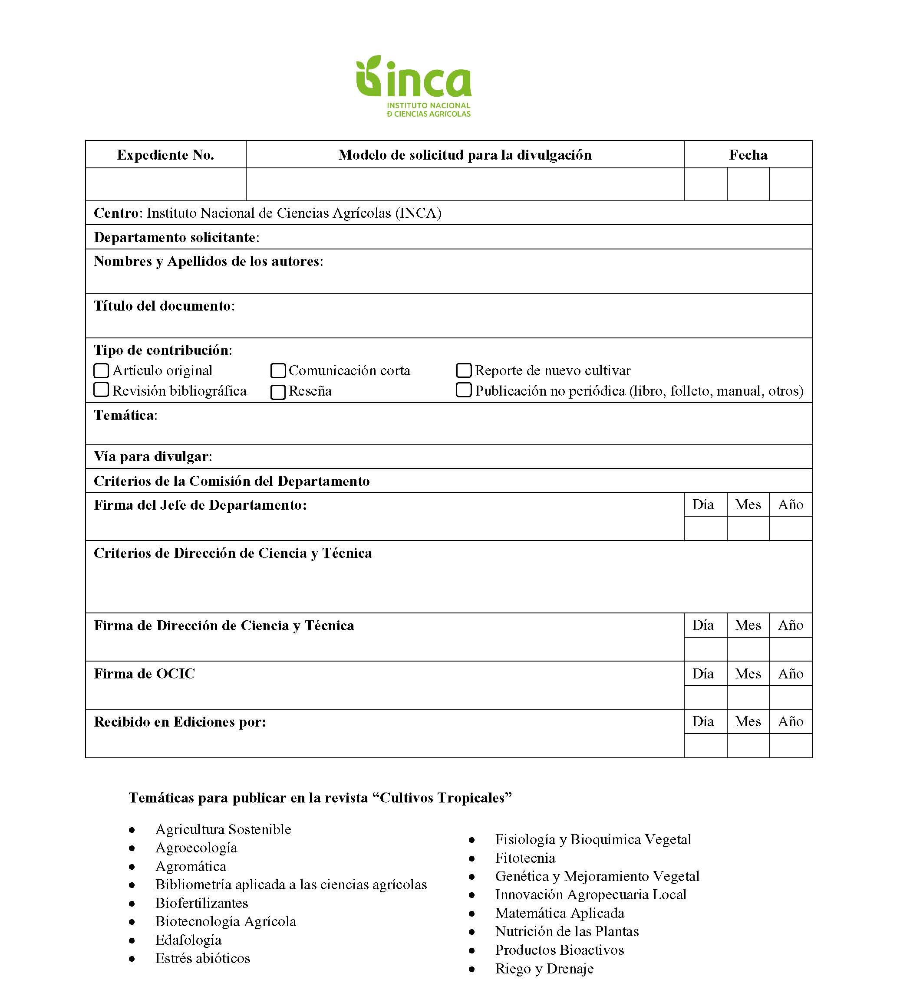 inca
INSTITUTO NACIONAL
Đ CIENCIAS AGRÍCOLAS
Expediente No. Modelo de solicitud para la divulgación Fecha
Centro: Instituto Nacional de Ciencias Agrícolas (INCA)
Departamento solicitante:
Nombres y Apellidos de los autores:
Título del documento:
Tipo de contribución:
Artículo original Comunicación corta Reporte de nuevo cultivar
Revisión bibliográfica Reseña Publicación no periódica (libro, folleto, manual, otros)
Temática:
Vía para divulgar:
Criterios de la Comisión del Departamento
Firma del Jefe de Departamento: Día Mes Año
Criterios de Dirección de Ciencia y Técnica
Firma de Dirección de Ciencia y Técnica Día Mes Año
Firma de OCIC Día Mes Año
Recibido en Ediciones por: Día Mes Año
Temáticas para publicar en la revista “Cultivos Tropicales”
• Agricultura Sostenible
• Agroecología
• Agromática
• Bibliometría aplicada a las ciencias agrícolas
• Biofertilizantes
• Biotecnología Agrícola
• Edafología
• Estrés abióticos
• Fisiología y Bioquímica Vegetal
• Fitotecnia
• Genética y Mejoramiento Vegetal
• Innovación Agropecuaria Local
• Matemática Aplicada
• Nutrición de las Plantas
• Productos Bioactivos
• Riego y Drenaje